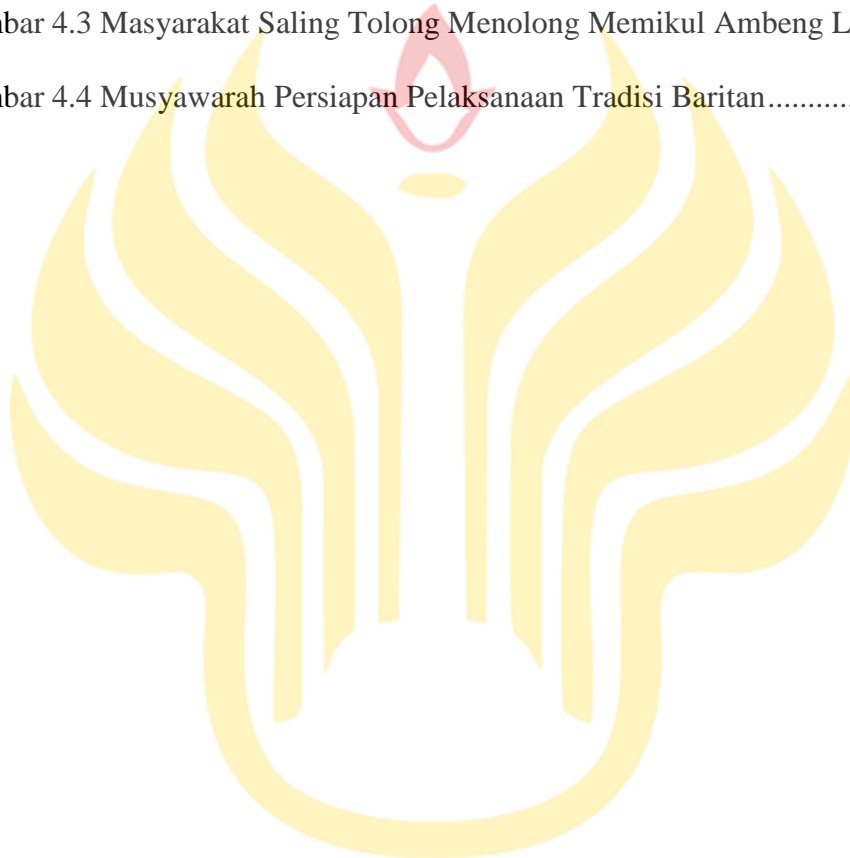 bar 4.3 Masyarakat Saling Tolong Menolong Memikul Ambeng L
bar 4.4 Musyawarah Persiapan Pelaksanaan Tradisi Baritan...........